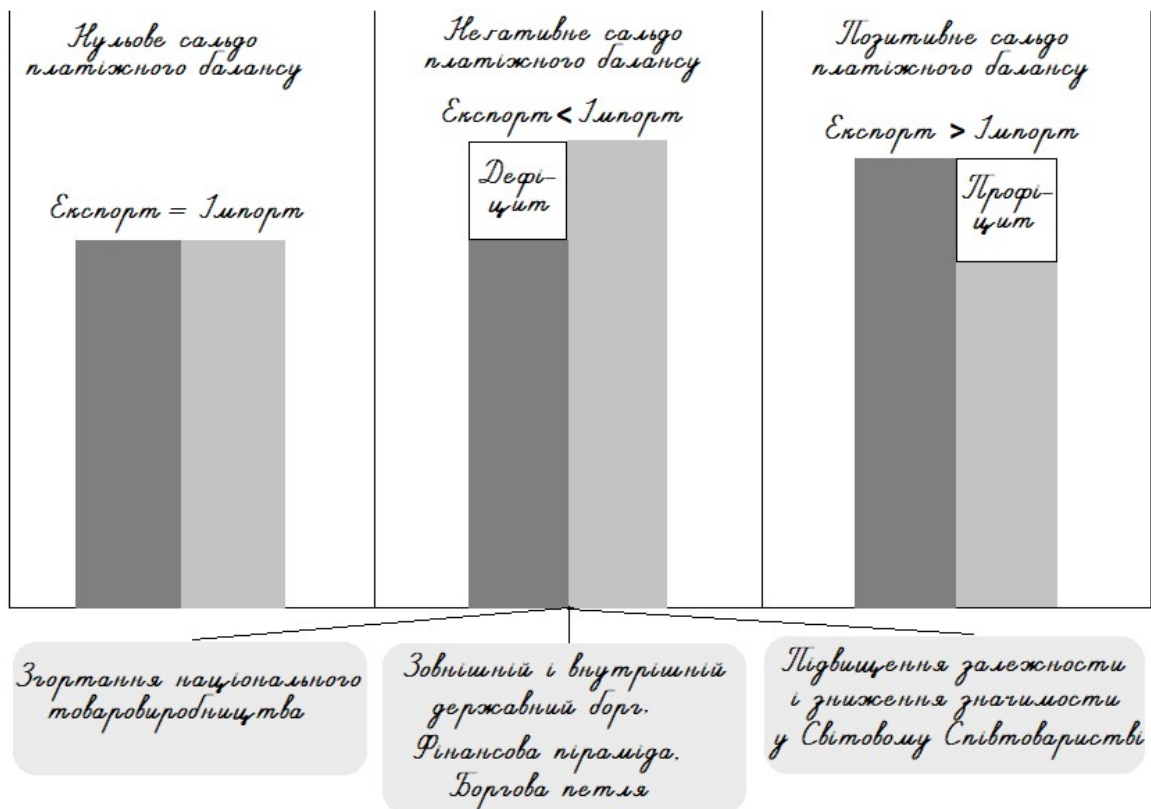 Нульове сальдо
платіжного балансу
Експорт = Імпорт
Негативне сальдо
платіжного балансу
Експорт < Імпорт
Дефі-
цит
Позитивне сальдо
платіжного балансу
Експорт > Імпорт
Профі-
цит
Згортання національного
товаровиробництва
Зовнішній і внутрішній
державний борг.
Фінансова піраміда,
Боргова петля
Підвищення залежности
і зниження значимости
у Світовому Співтоваристві